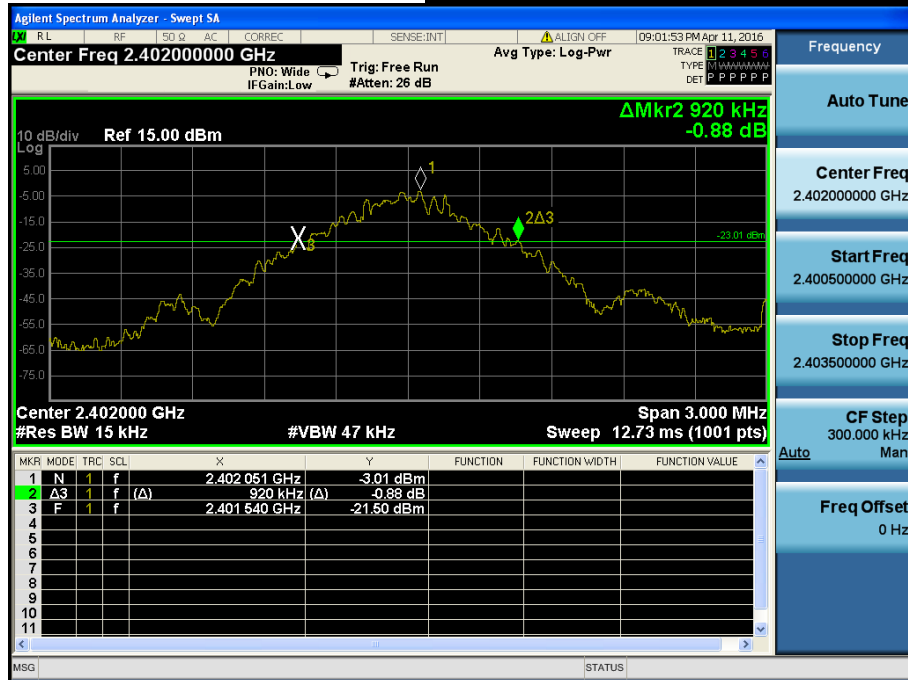 Agilent Spectrum Analyzer - Swept SA
LXI RL RF 50 Ω AC CORREC SENSE:INT ALIGN OFF 09:01:53 PM Apr 11, 2016
Center Freq 2.402000000 GHz
PNO: Wide
IFGain:Low
Trig: Free Run
#Atten: 26 dB
Avg Type: Log-Pwr
TRACE 1 2 3 4 5 6
TYPE M W W W W W
DET P P P P P P
ΔMkr2 920 kHz
-0.88 dB
10 dB/div Ref 15.00 dBm
Log
5.00
-5.00
-15.0
-25.0
-35.0
-45.0
-55.0
-65.0
-75.0
1
2Δ3
3
-23.01 dBm
Center 2.402000 GHz Span 3.000 MHz
#Res BW 15 kHz #VBW 47 kHz Sweep 12.73 ms (1001 pts)
MKR MODE TRC SCL X Y FUNCTION FUNCTION WIDTH FUNCTION VALUE
1 N 1 f 2.402 051 GHz -3.01 dBm
2 Δ3 1 f (Δ) 920 kHz (Δ) -0.88 dB
3 F 1 f 2.401 540 GHz -21.50 dBm
4
5
6
7
8
9
10
11
MSG STATUS
Frequency
Auto Tune
Center Freq
2.402000000 GHz
Start Freq
2.400500000 GHz
Stop Freq
2.403500000 GHz
CF Step
300.000 kHz
Auto Man
Freq Offset
0 Hz